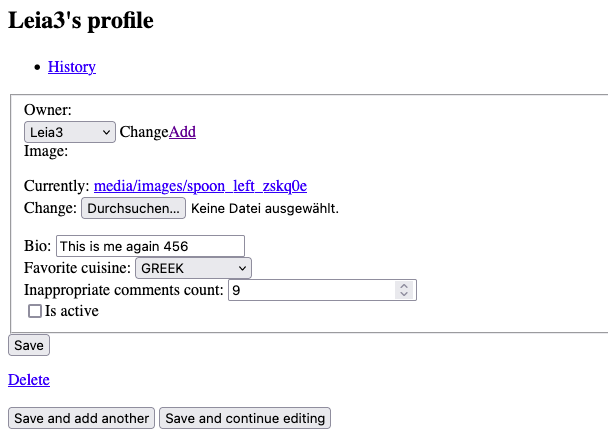 Leia3's profile
History
Owner:
Leia3 ChangeAdd
Image:
Currently: media/images/spoon_left_zskq0e
Change: Durchsuchen... Keine Datei ausgewählt.
Bio: This is me again 456
Favorite cuisine: GREEK
Inappropriate comments count: 9
Is active
Save
Delete
Save and add another Save and continue editing